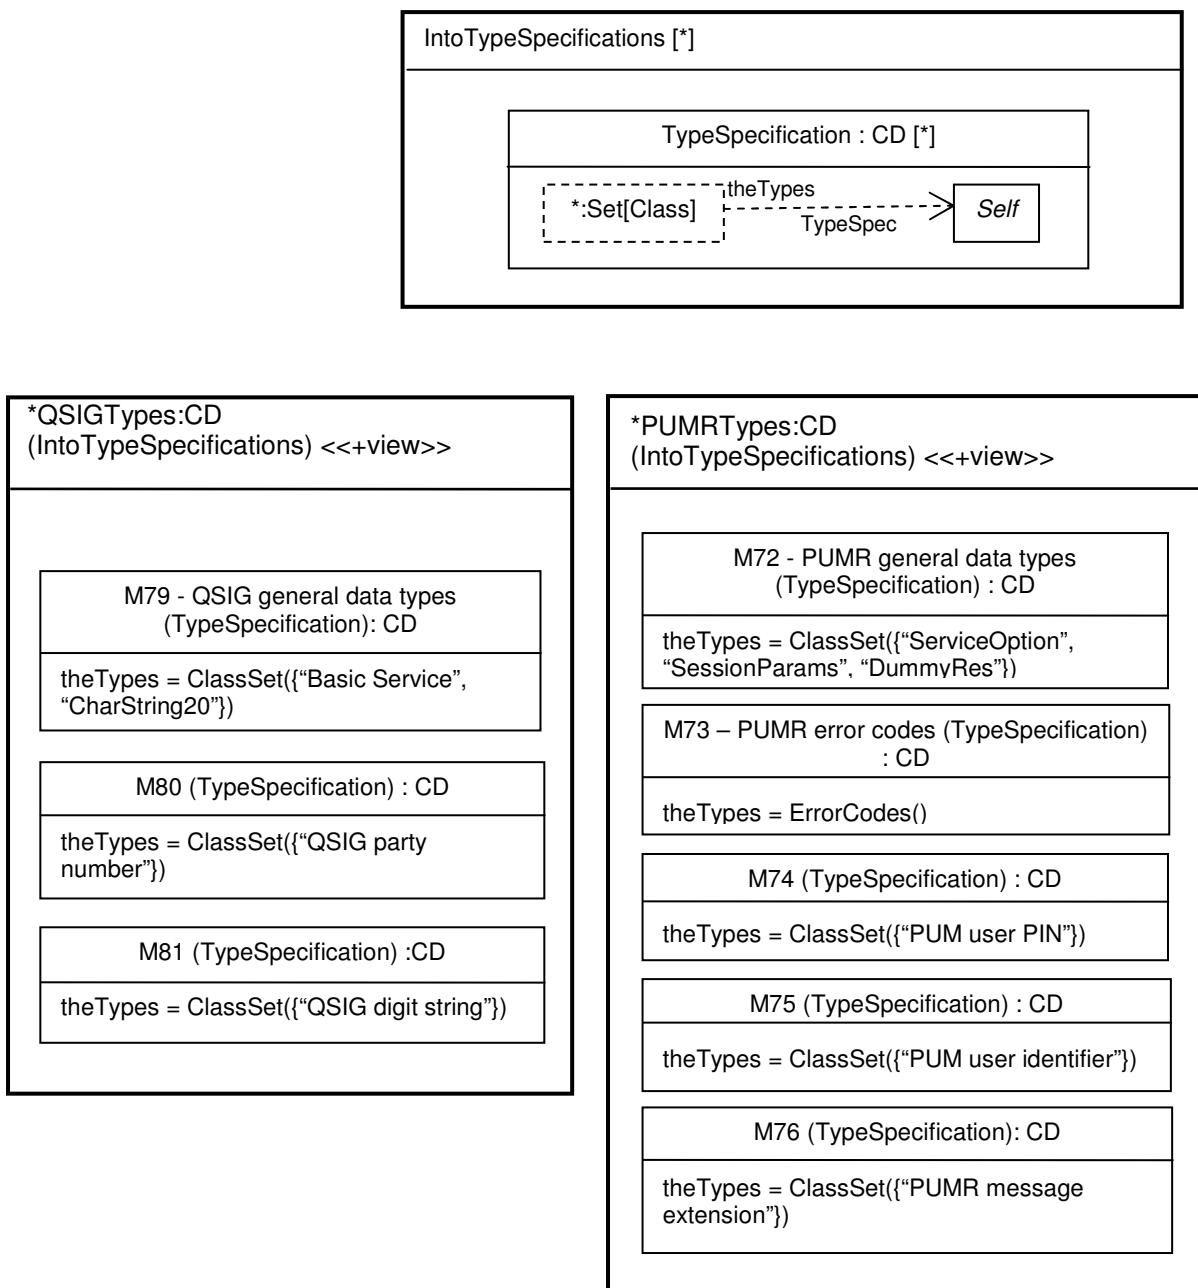 IntoTypeSpecifications [*]
TypeSpecification : CD [*]
*:Set[Class]
theTypes
TypeSpec
Self
*QSIGTypes:CD
(IntoTypeSpecifications) <<+view>>
M79 - QSIG general data types
(TypeSpecification): CD
theTypes = ClassSet({“Basic Service”,
“CharString20”})
M80 (TypeSpecification) : CD
theTypes = ClassSet({“QSIG party
number”})
M81 (TypeSpecification) :CD
theTypes = ClassSet({“QSIG digit string”})
*PUMRTypes:CD
(IntoTypeSpecifications) <<+view>>
M72 - PUMR general data types
(TypeSpecification) : CD
theTypes = ClassSet({“ServiceOption”,
“SessionParams”, “DummyRes”})
M73 – PUMR error codes (TypeSpecification)
: CD
theTypes = ErrorCodes()
M74 (TypeSpecification) : CD
theTypes = ClassSet({“PUM user PIN”})
M75 (TypeSpecification) : CD
theTypes = ClassSet({“PUM user identifier”})
M76 (TypeSpecification): CD
theTypes = ClassSet({“PUMR message
extension”})